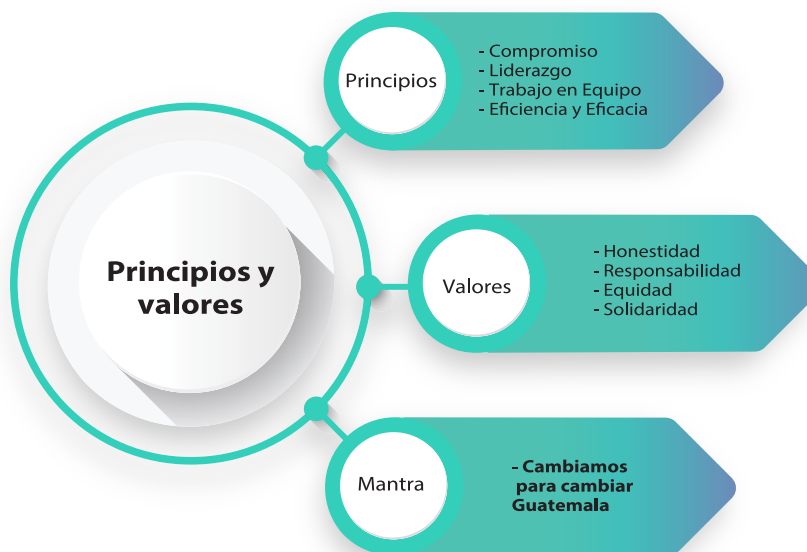 Principios y
valores
Principios
- Compromiso
- Liderazgo
- Trabajo en Equipo
- Eficiencia y Eficacia
Valores
- Honestidad
- Responsabilidad
- Equidad
- Solidaridad
Mantra
- Cambiamos
para cambiar
Guatemala